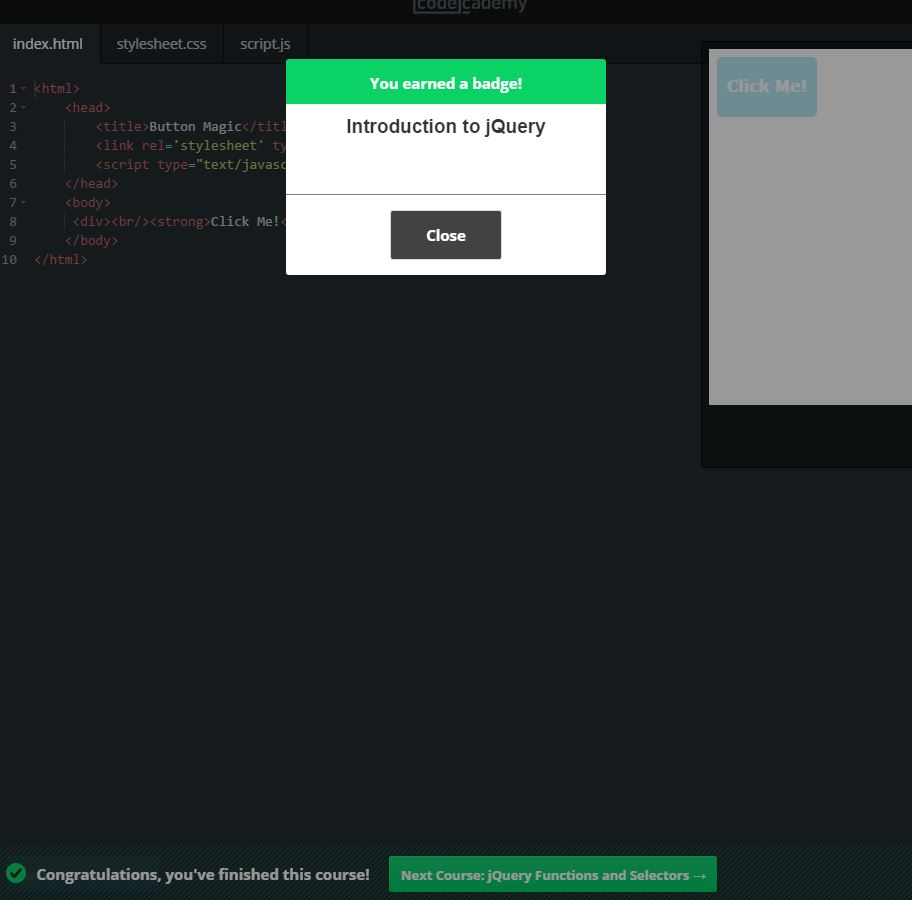 [code]cademy
index.html stylesheet.css script.js
You earned a badge!
Introduction to jQuery
Close
Click Me!
1 <html>
2 <head>
3 <title>Button Magic</titl
4 <link rel='stylesheet' ty
5 <script type="text/javasc
6 </head>
7 <body>
8 <div><br/><strong>Click Me!<
9 </body>
10 </html>
Congratulations, you've finished this course!
Next Course: jQuery Functions and Selectors →